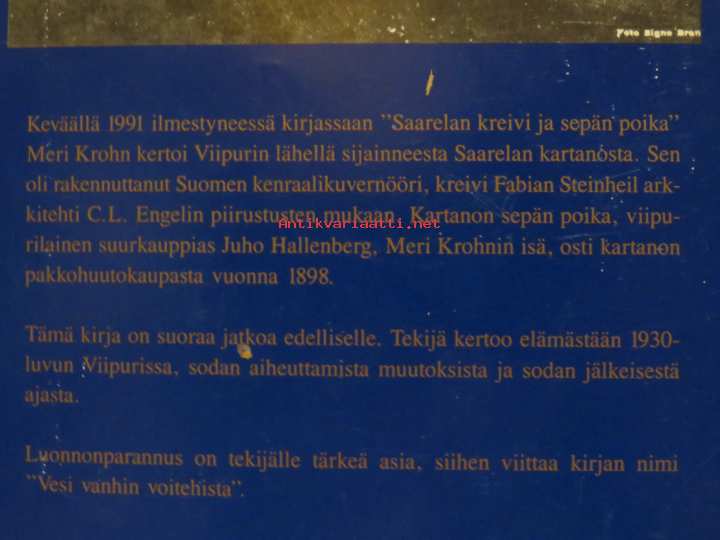 Foto Signe Bran
Keväällä 1991 ilmestyneessä kirjassaan ”Saarelan kreivi ja sepän poika”
Meri Krohn kertoi Viipurin lähellä sijainneesta Saarelan kartanosta. Sen
oli rakennuttanut Suomen kenraalikuvernööri, kreivi Fabian Steinheil ark-
kitehti C.L. Engelin piirustusten mukaan. Kartanon sepän poika, viipu-
Antikvariaatti.net
rilainen suurkauppias Juho Hallenberg, Meri Krohnin isä, osti kartanon
pakkohuutokaupasta vuonna 1898.
Tämä kirja on suoraa jatkoa edelliselle. Tekijä kertoo elämästään 1930-
luvun Viipurissa, sodan aiheuttamista muutoksista ja sodan jälkeisestä
ajasta.
Luonnonparannus on tekijälle tärkeä asia, siihen viittaa kirjan nimi
”Vesi vanhin voitehista”.